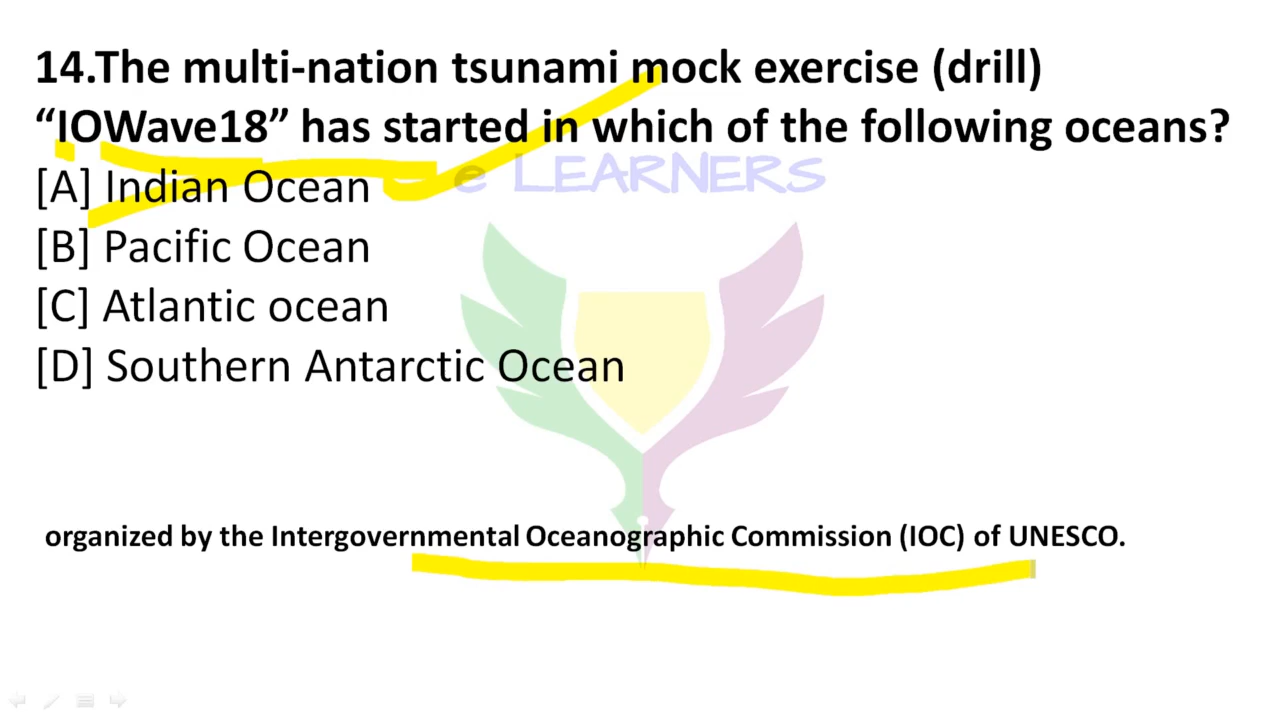 14.The multi-nation tsunami mock exercise (drill)
“IOWave18” has started in which of the following oceans?
e LEARNERS
[A] Indian Ocean
[B] Pacific Ocean
[C] Atlantic ocean
[D] Southern Antarctic Ocean
organized by the Intergovernmental Oceanographic Commission (IOC) of UNESCO.